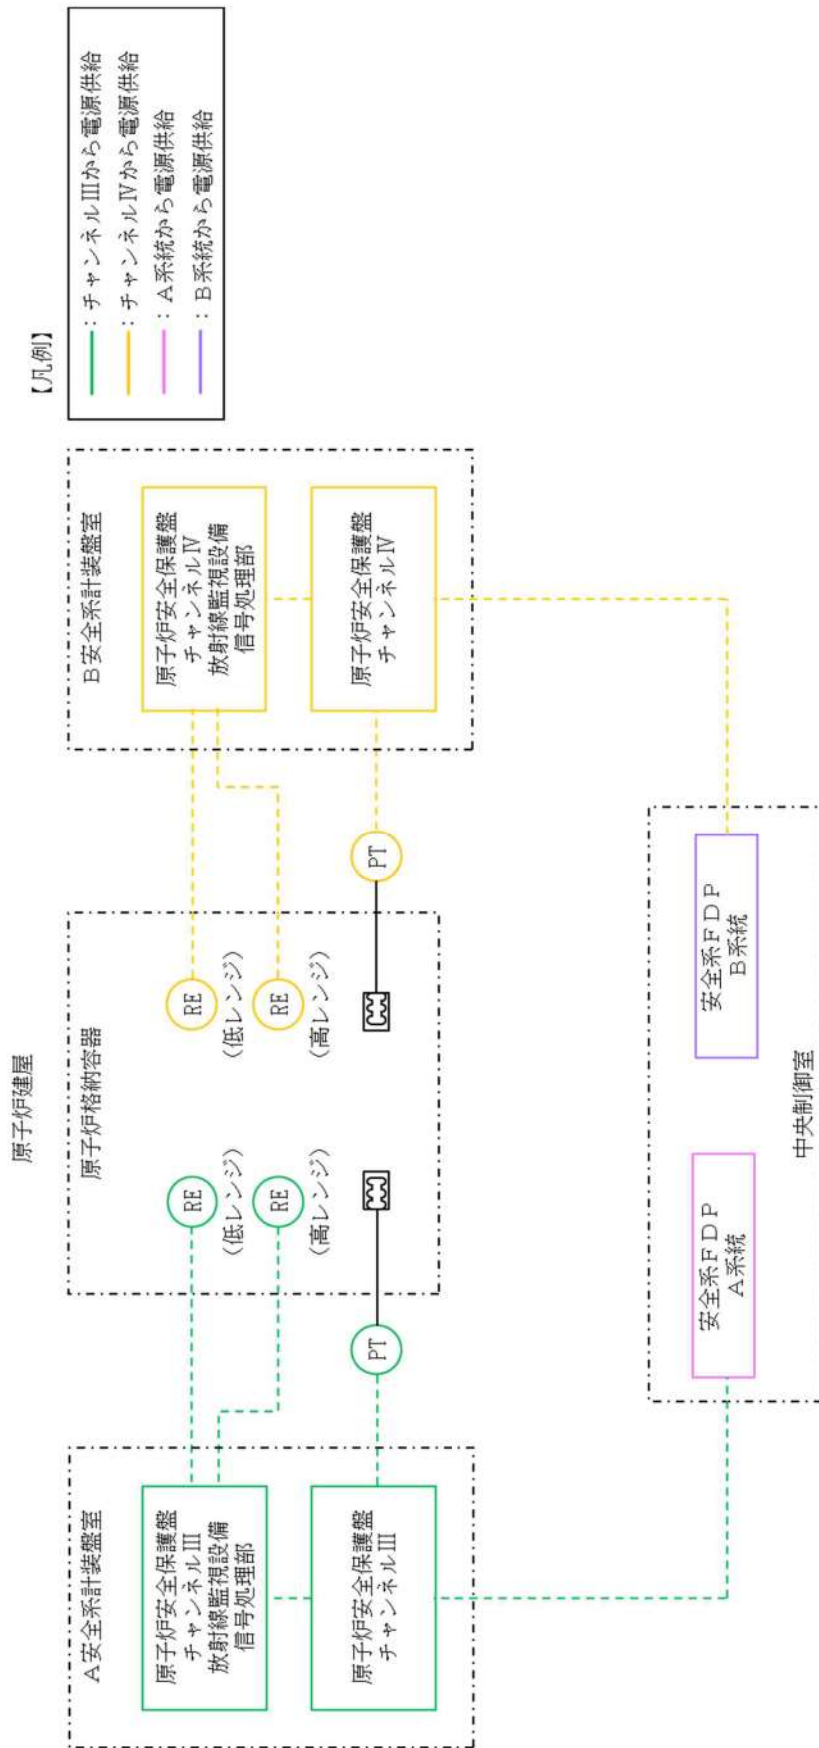 原子炉建屋
【凡例】
：チャンネルⅢから電源供給
：チャンネルⅣから電源供給
：A系統から電源供給
：B系統から電源供給
A安全系計装盤室
原子炉安全保護盤
チャンネルⅢ
放射線監視設備
信号処理部
原子炉安全保護盤
チャンネルⅢ
原子炉格納容器
RE
(低レンジ)
RE
(高レンジ)
PT
RE
(低レンジ)
RE
(高レンジ)
PT
B安全系計装盤室
原子炉安全保護盤
チャンネルⅣ
放射線監視設備
信号処理部
原子炉安全保護盤
チャンネルⅣ
安全系FDP
A系統
安全系FDP
B系統
中央制御室